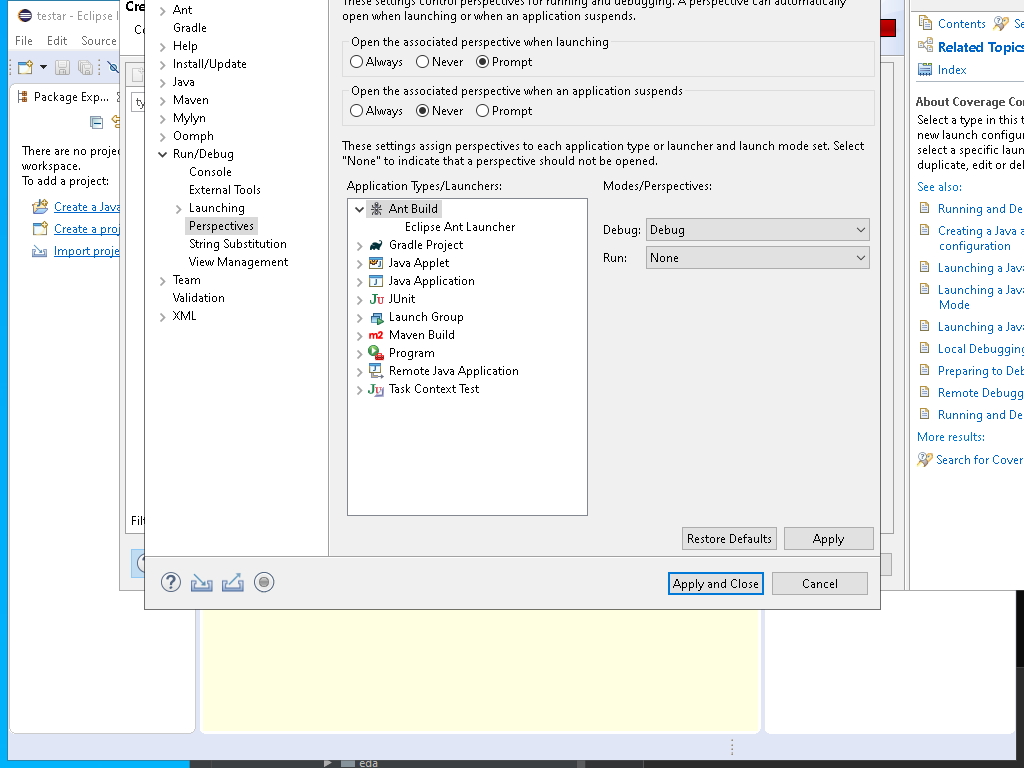 testar - Eclipse I
File Edit Source
Package Exp...
There are no proje
workspace.
To add a project:
Create a Java
Create a proj
Import proje
Cre
Filt
Ant
Gradle
Help
Install/Update
Java
Maven
Mylyn
Oomph
Run/Debug
Console
External Tools
Launching
Perspectives
String Substitution
View Management
Team
Validation
XML
These settings control perspectives for running and debugging. A perspective can automatically
open when launching or when an application suspends.
Open the associated perspective when launching
Always Never Prompt
Open the associated perspective when an application suspends
Always Never Prompt
These settings assign perspectives to each application type or launcher and launch mode set. Select
"None" to indicate that a perspective should not be opened.
Application Types/Launchers:
Ant Build
Eclipse Ant Launcher
Gradle Project
Java Applet
Java Application
JUnit
Launch Group
Maven Build
Program
Remote Java Application
Task Context Test
Modes/Perspectives:
Debug: Debug
Run: None
Restore Defaults Apply
Apply and Close Cancel
Contents Se
Related Topics
Index
About Coverage Co
Select a type in this t
new launch configur
select a specific laun
duplicate, edit or del
See also:
Running and De
Creating a Java a
configuration
Launching a Java
Launching a Java
Mode
Launching a Java
Local Debugging
Preparing to Deb
Remote Debugg
Running and De
More results:
Search for Cover
eda